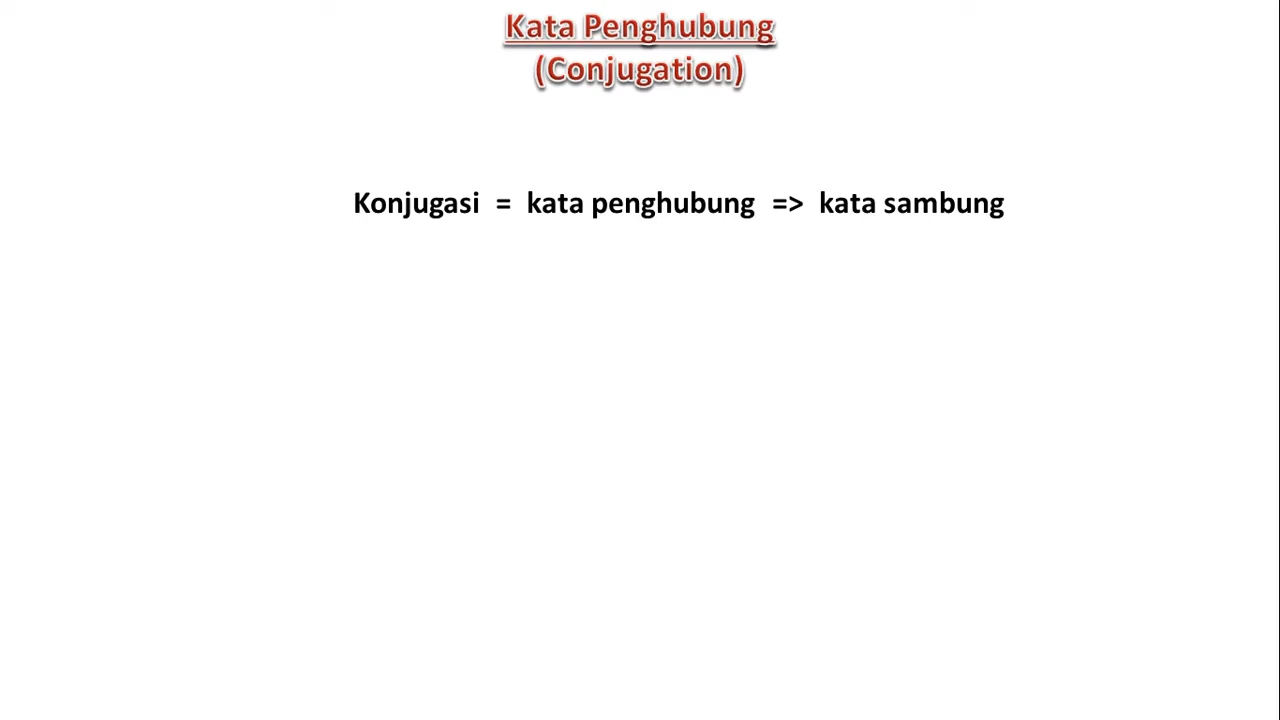 Kata Penghubung
(Conjugation)
Konjugasi = kata penghubung => kata sambung